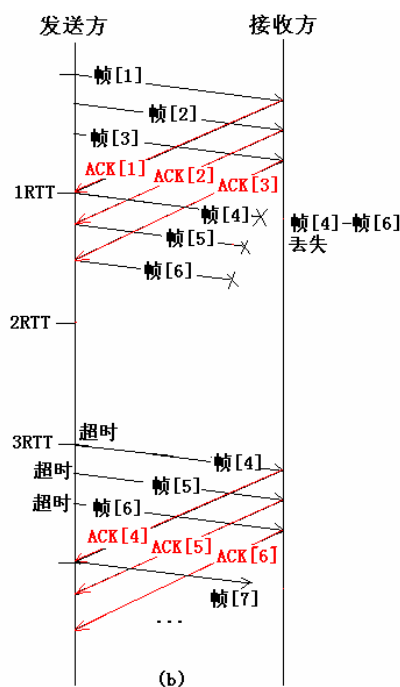 发送方 接收方
帧[1]
帧[2]
帧[3]
ACK[1]
ACK[2]
ACK[3]
1RTT
帧[4]
帧[4]-帧[6]
丢失
帧[5]
帧[6]
2RTT
3RTT
超时
帧[4]
超时
帧[5]
超时
帧[6]
ACK[4]
ACK[5]
ACK[6]
帧[7]
...
(b)